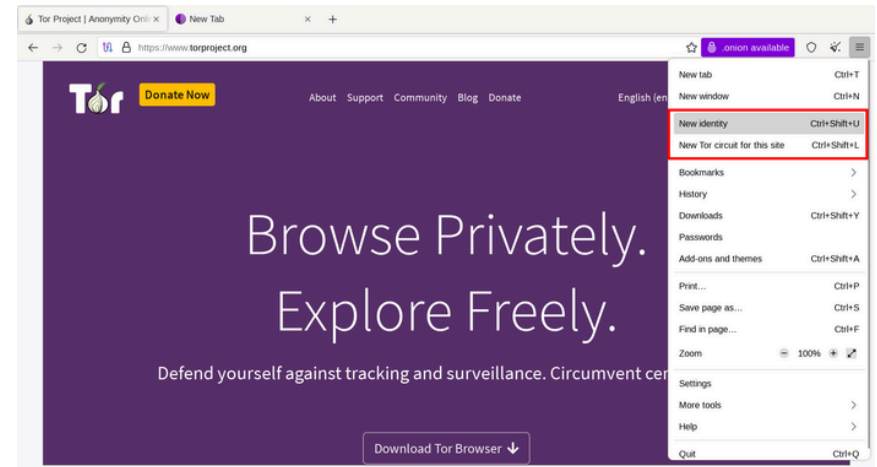 Tor Project | Anonymity Onli
New Tab
https://www.torproject.org
.onion available
Tor
Donate Now
About Support Community Blog Donate
English (en
Browse Privately.
Explore Freely.
Defend yourself against tracking and surveillance. Circumvent cen
Download Tor Browser
New tab Ctrl+T
New window Ctrl+N
New identity Ctrl+Shift+U
New Tor circuit for this site Ctrl+Shift+L
Bookmarks
History
Downloads Ctrl+Shift+Y
Passwords
Add-ons and themes Ctrl+Shift+A
Print... Ctrl+P
Save page as... Ctrl+S
Find in page... Ctrl+F
Zoom 100%
Settings
More tools
Help
Quit Ctrl+Q